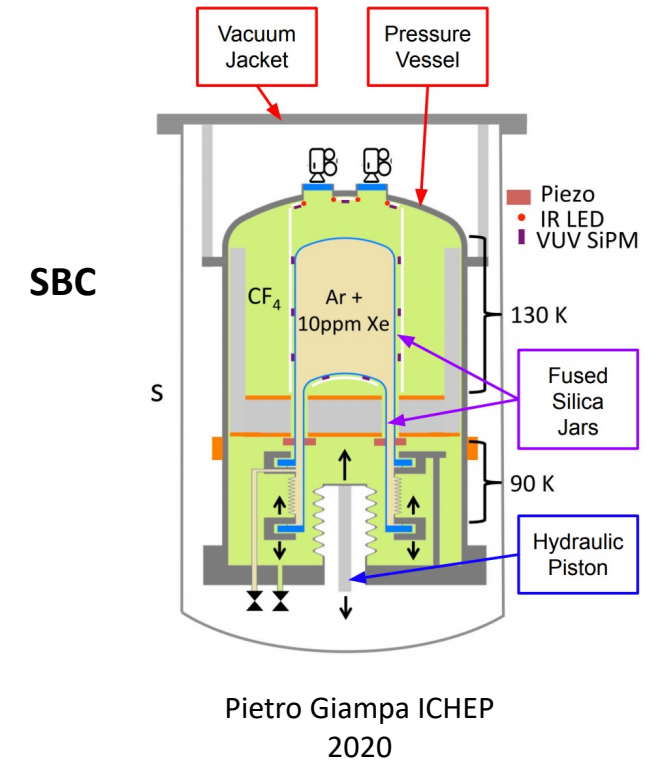 Vacuum
Jacket
Pressure
Vessel
Piezo
IR LED
VUV SiPM
SBC
CF₄
Ar +
10ppm Xe
130 K
S
Fused
Silica
Jars
90 K
Hydraulic
Piston
Pietro Giampa ICHEP
2020